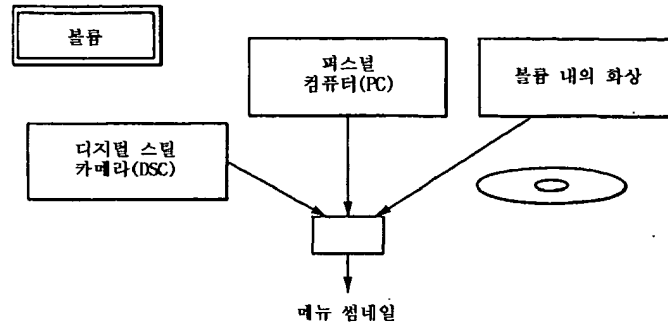 볼륨
퍼스널
컴퓨터(PC)
볼륨 내의 화상
디지털 스틸
카메라(DSC)
메뉴 썸네일